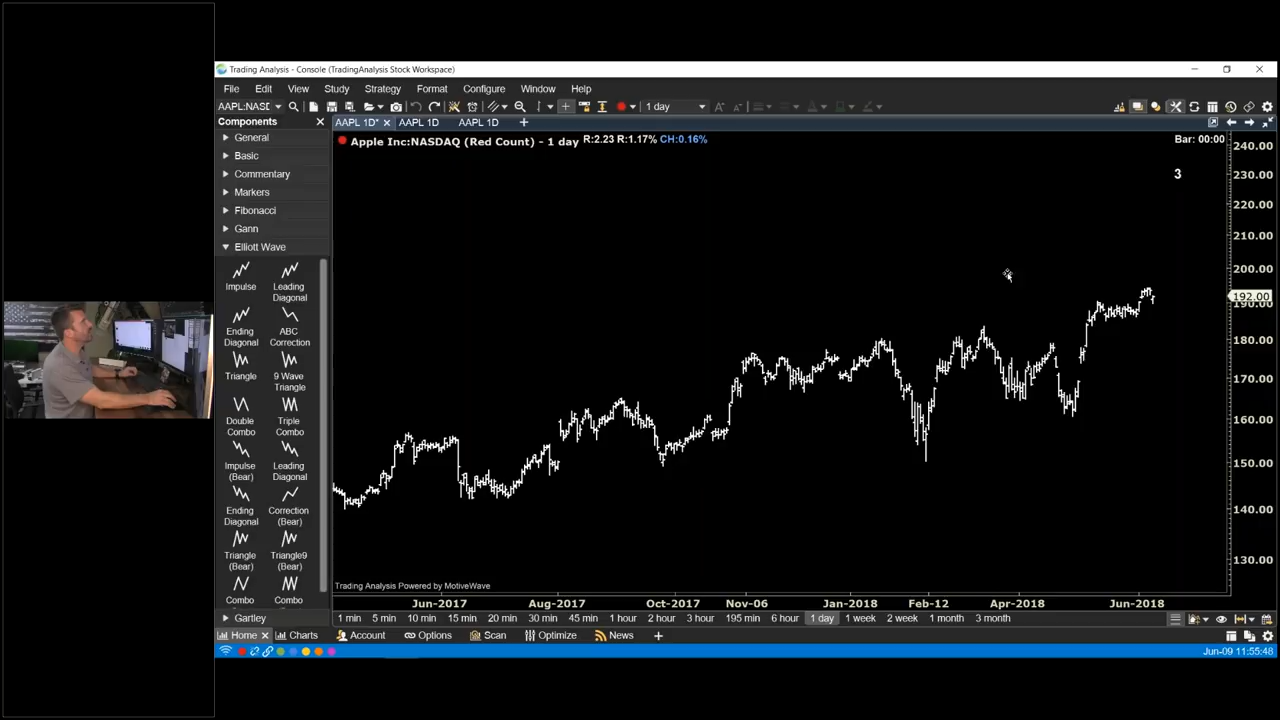 Trading Analysis - Console (TradingAnalysis Stock Workspace)
File Edit View Study Strategy Format Configure Window Help
AAPL:NASD 1 day
Components
AAPL 1D* AAPL 1D AAPL 1D
General
Basic
Commentary
Markers
Fibonacci
Gann
Elliott Wave
Impulse Leading Diagonal
Ending Diagonal ABC Correction
Triangle 9 Wave Triangle
Double Combo Triple Combo
Impulse (Bear) Leading Diagonal
Ending Diagonal Correction (Bear)
Triangle (Bear) Triangle9 (Bear)
Combo Combo
Gartley
Apple Inc:NASDAQ (Red Count) - 1 day R:2.23 R:1.17% CH:0.16%
Bar: 00:00
3
240.00
230.00
220.00
210.00
200.00
192.00
190.00
180.00
170.00
160.00
150.00
140.00
130.00
Trading Analysis Powered by MotiveWave
Jun-2017 Aug-2017 Oct-2017 Nov-06 Jan-2018 Feb-12 Apr-2018 Jun-2018
1 min 5 min 10 min 15 min 20 min 30 min 45 min 1 hour 2 hour 3 hour 195 min 6 hour 1 day 1 week 2 week 1 month 3 month
Home Charts Account Options Scan Optimize News
Jun-09 11:55:48